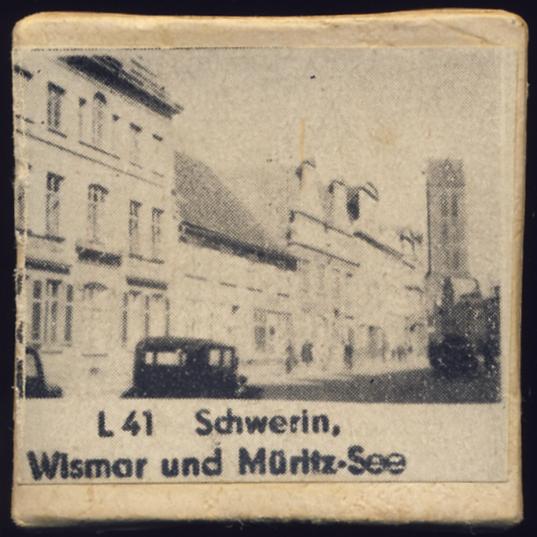 L 41 Schwerin,
Wismar und Müritz-See